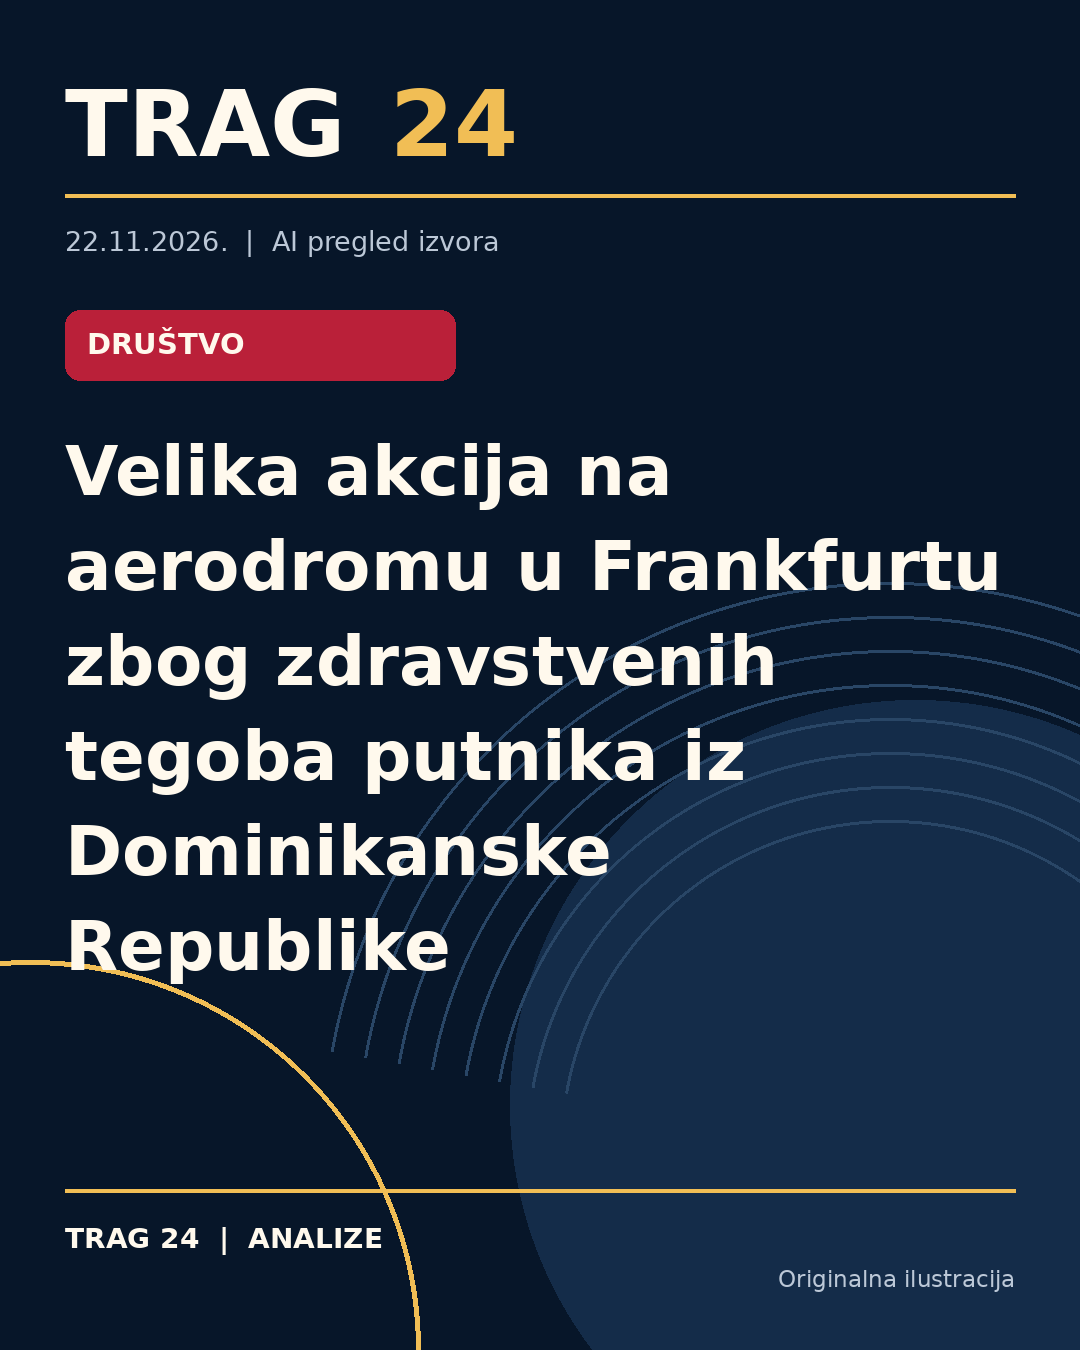 TRAG 24
22.11.2026. | AI pregled izvora
DRUŠTVO
Velika akcija na
aerodromu u Frankfurtu
zbog zdravstvenih
tegoba putnika iz
Dominikanske
Republike
TRAG 24 | ANALIZE
Originalna ilustracija